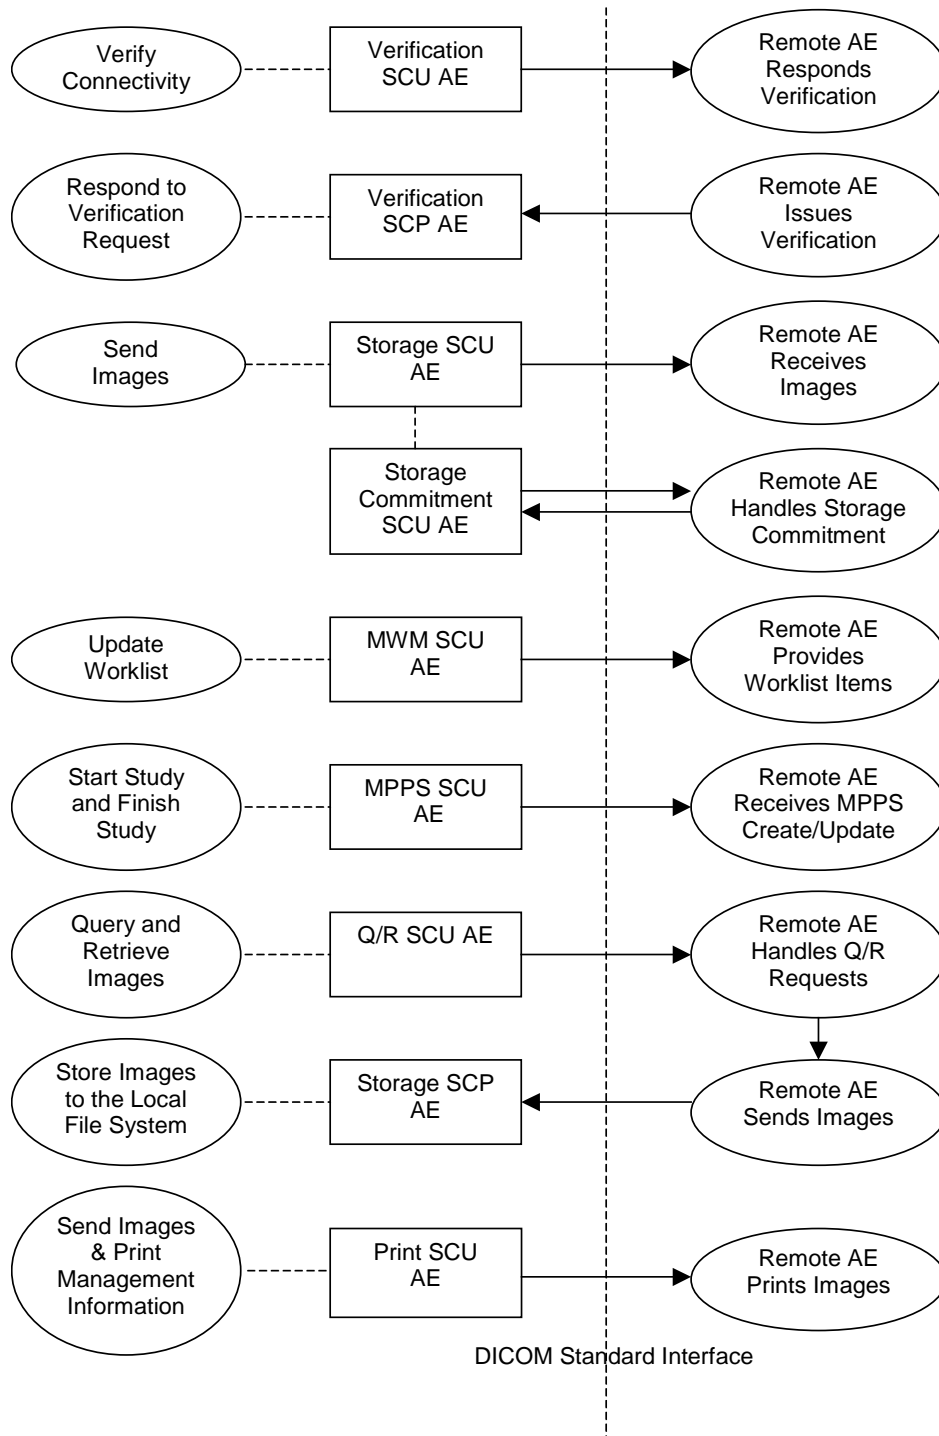 Verify
Connectivity
Verification
SCU AE
Remote AE
Responds
Verification
Respond to
Verification
Request
Verification
SCP AE
Remote AE
Issues
Verification
Send
Images
Storage SCU
AE
Remote AE
Receives
Images
Storage
Commitment
SCU AE
Remote AE
Handles Storage
Commitment
Update
Worklist
MWM SCU
AE
Remote AE
Provides
Worklist Items
Start Study
and Finish
Study
MPPS SCU
AE
Remote AE
Receives MPPS
Create/Update
Query and
Retrieve
Images
Q/R SCU AE
Remote AE
Handles Q/R
Requests
Store Images
to the Local
File System
Storage SCP
AE
Remote AE
Sends Images
Send Images
& Print
Management
Information
Print SCU
AE
Remote AE
Prints Images
DICOM Standard Interface